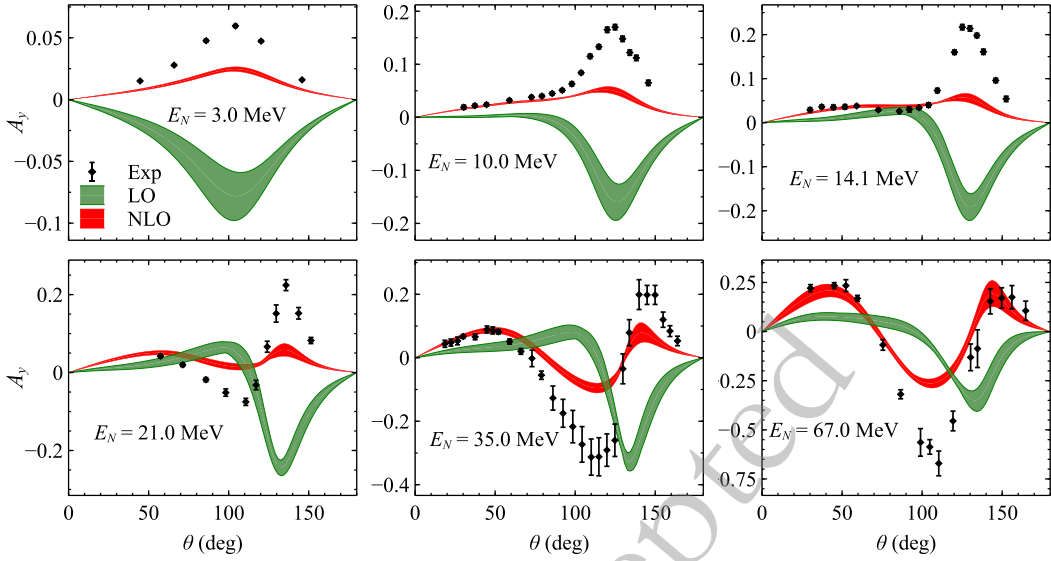 0.05
0
−0.05
−0.1
A_y
E_N = 3.0 MeV
Exp
LO
NLO
0.2
0.1
0
−0.1
0.2
E_N = 10.0 MeV
0.2
0.1
0
−0.1
−0.2
E_N = 14.1 MeV
0.2
0
−0.2
A_y
E_N = 21.0 MeV
0 50 100 150
θ (deg)
0.2
0
−0.2
−0.4
E_N = 35.0 MeV
0 50 100 150
θ (deg)
0.25
0
0.25
0.5
0.75
E_N = 67.0 MeV
0 50 100 150
θ (deg)
epted